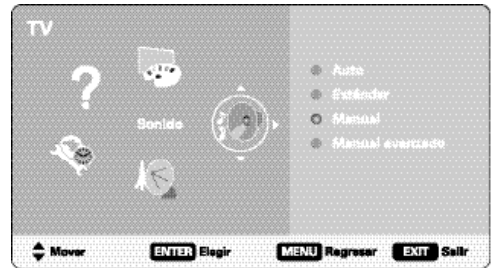 TV
Sonido
Auto
Estándar
Manual
Manual avanzado
Mover ENTER Elegir MENU Regresar EXIT Salir